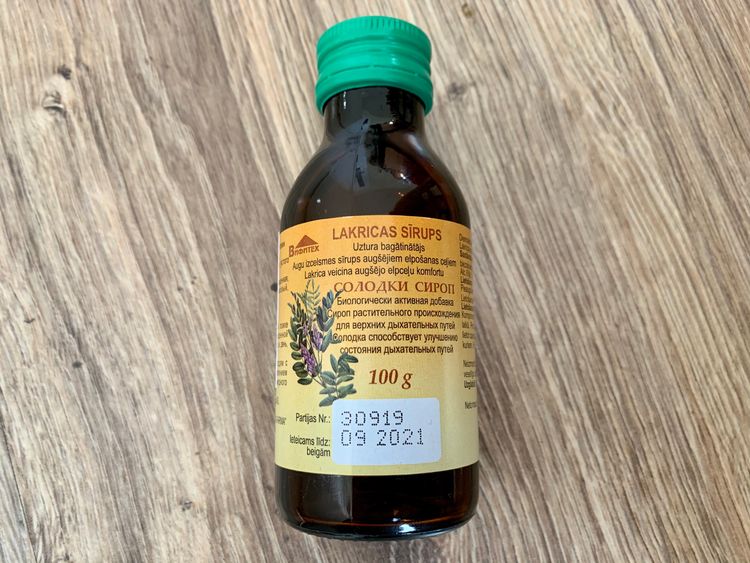 Вифитех
LAKRICAS SĪRUPS
Uztura bagātinātājs
Augu izcelsmes sīrups augšējiem elpošanas ceļiem
Lakrica veicina augšējo elpceļu komfortu
СОЛОДКИ СИРОП
Биологически активная добавка
Сироп растительного происхождения
для верхних дыхательных путей
Солодка способствует улучшению
состояния дыхательных путей
100 g
Partijas Nr.: 30919
Ieteicams līdz: 09 2021
beigām